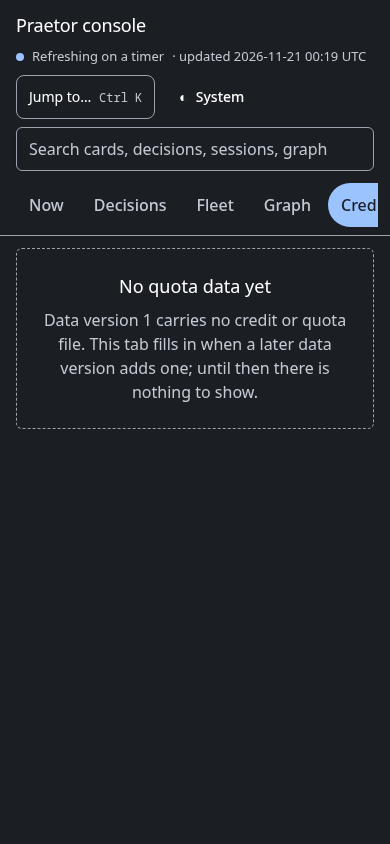 Praetor console
Refreshing on a timer · updated 2026-11-21 00:19 UTC
Jump to... Ctrl K System
Search cards, decisions, sessions, graph
Now Decisions Fleet Graph Cred
No quota data yet
Data version 1 carries no credit or quota
file. This tab fills in when a later data
version adds one; until then there is
nothing to show.